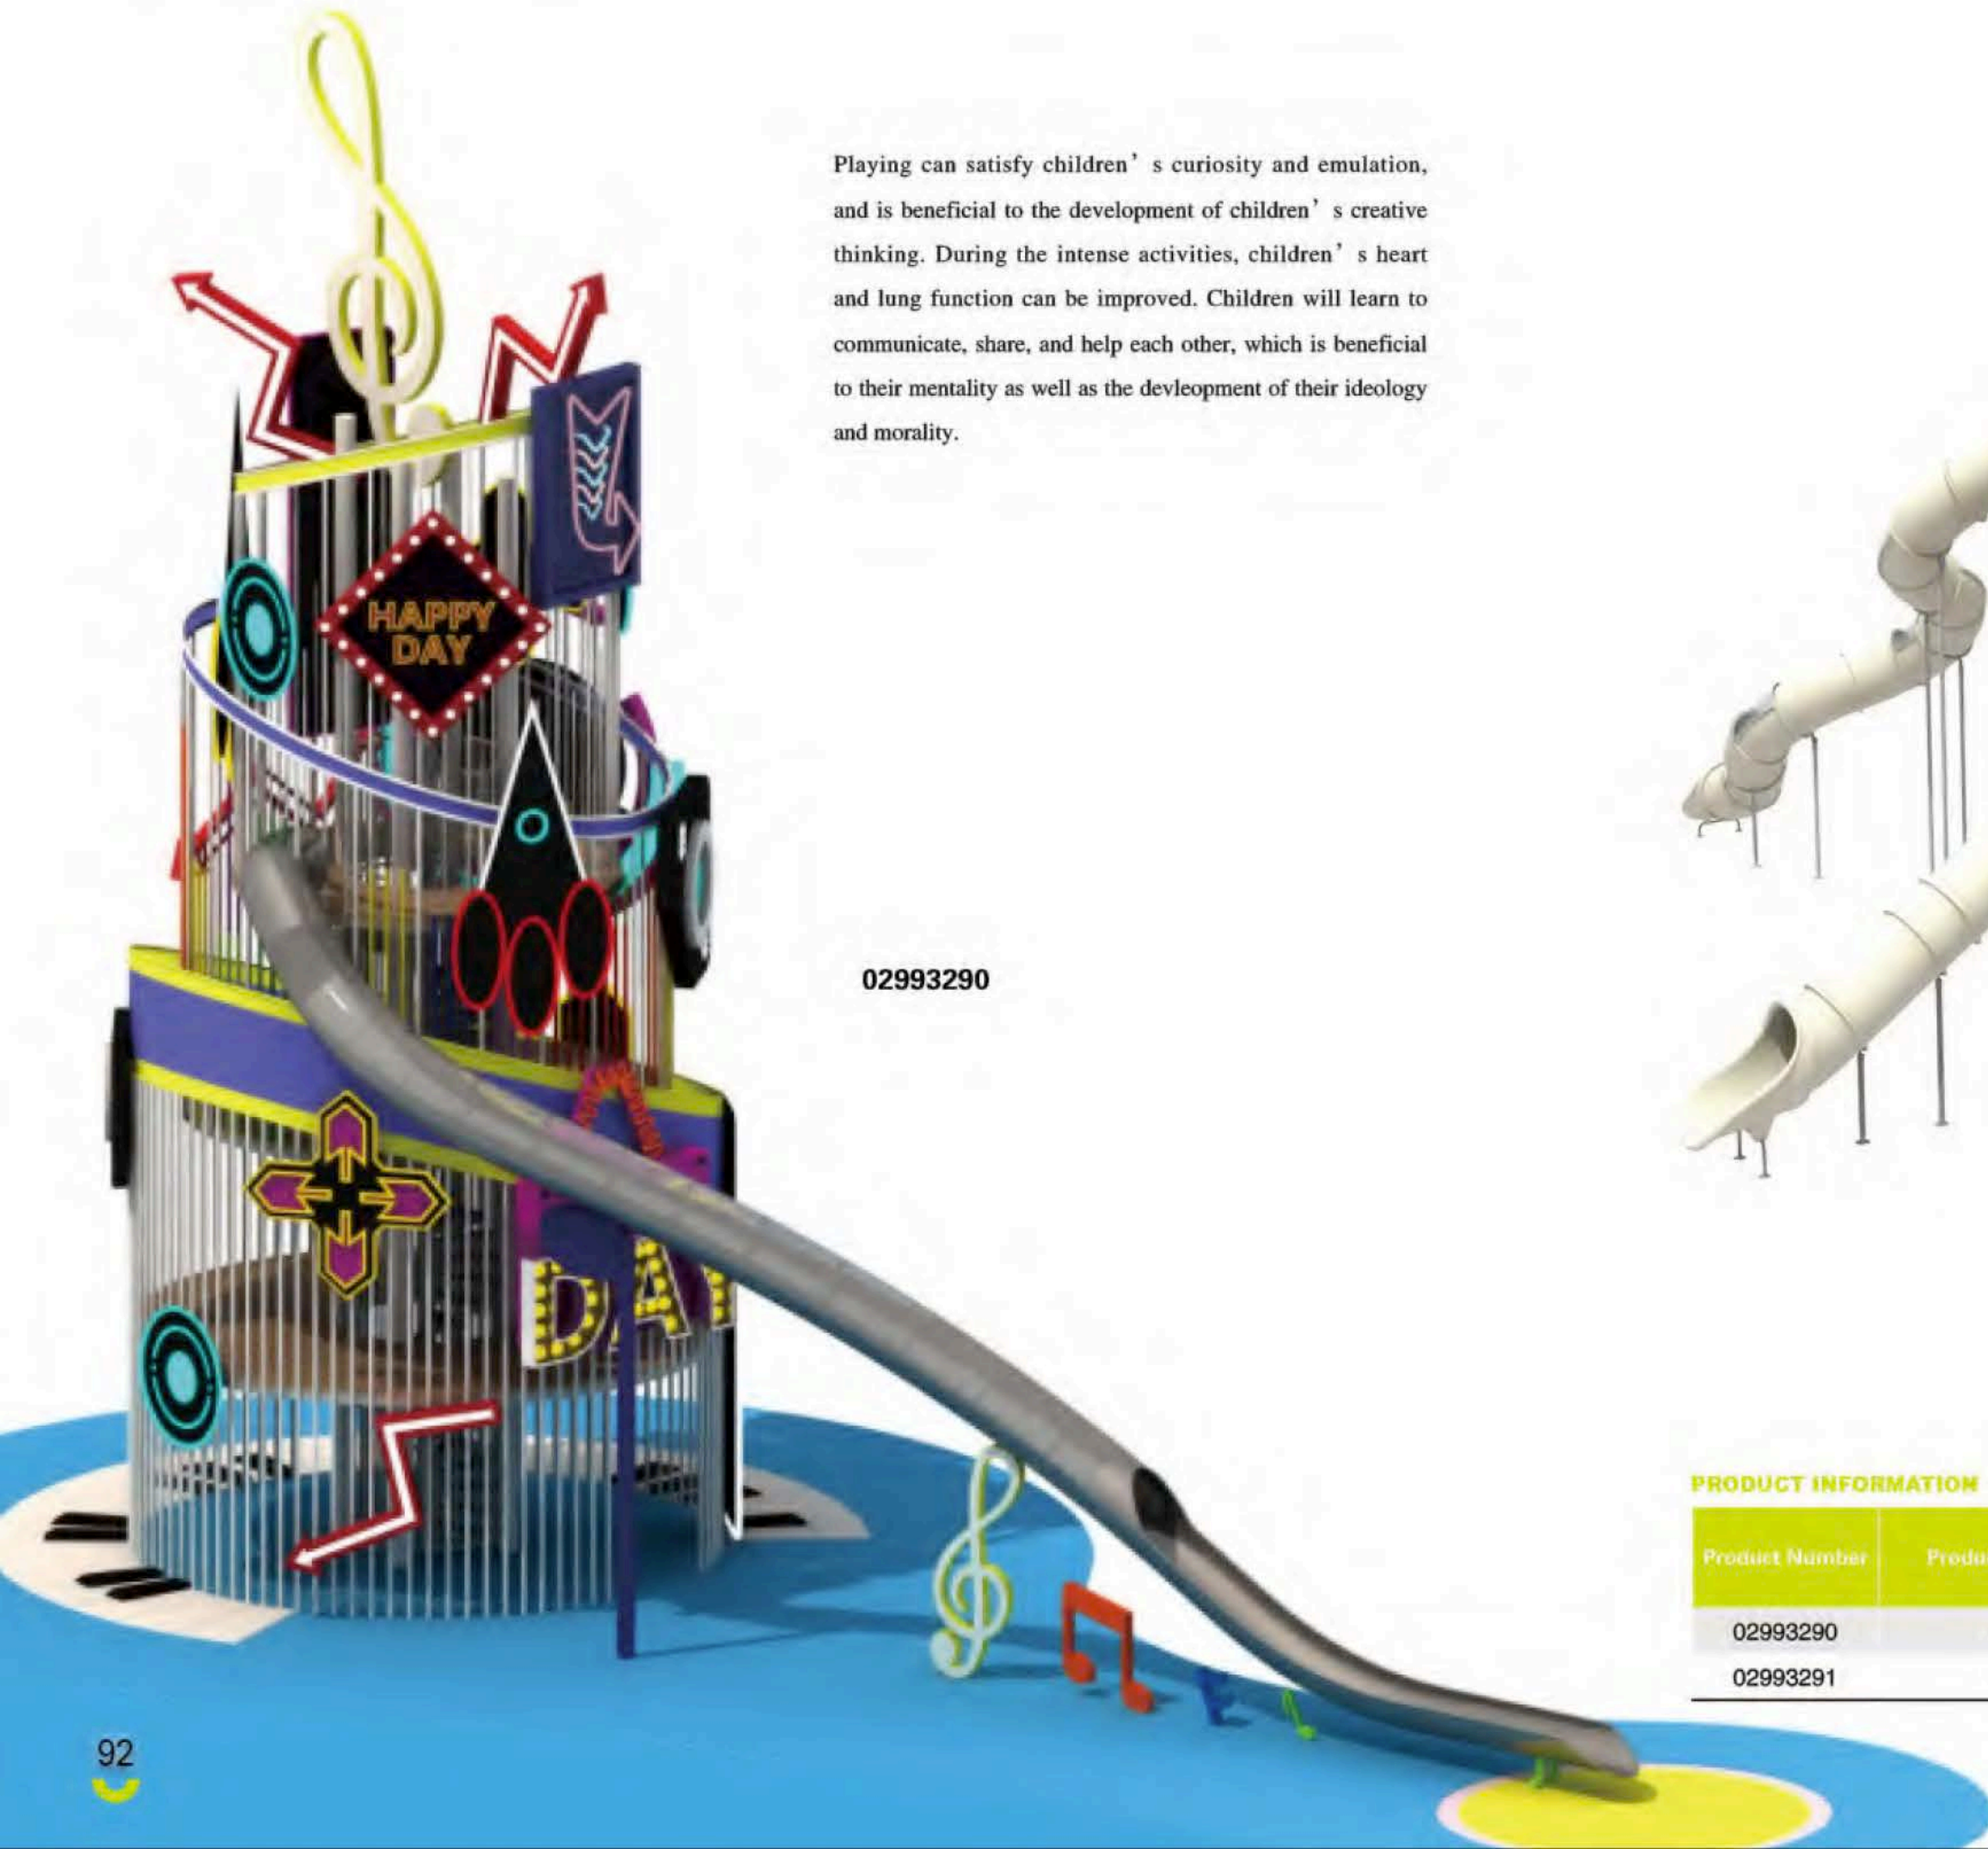 Playing can satisfy children’ s curiosity and emulation,
and is beneficial to the development of children’ s creative
thinking. During the intense activities, children’ s heart
and lung function can be improved. Children will learn to
communicate, share, and help each other, which is beneficial
to their mentality as well as the devleopment of their ideology
and morality.
HAPPY
DAY
02993290
DAY
PRODUCT INFORMATION
Product Number
02993290
02993291
92